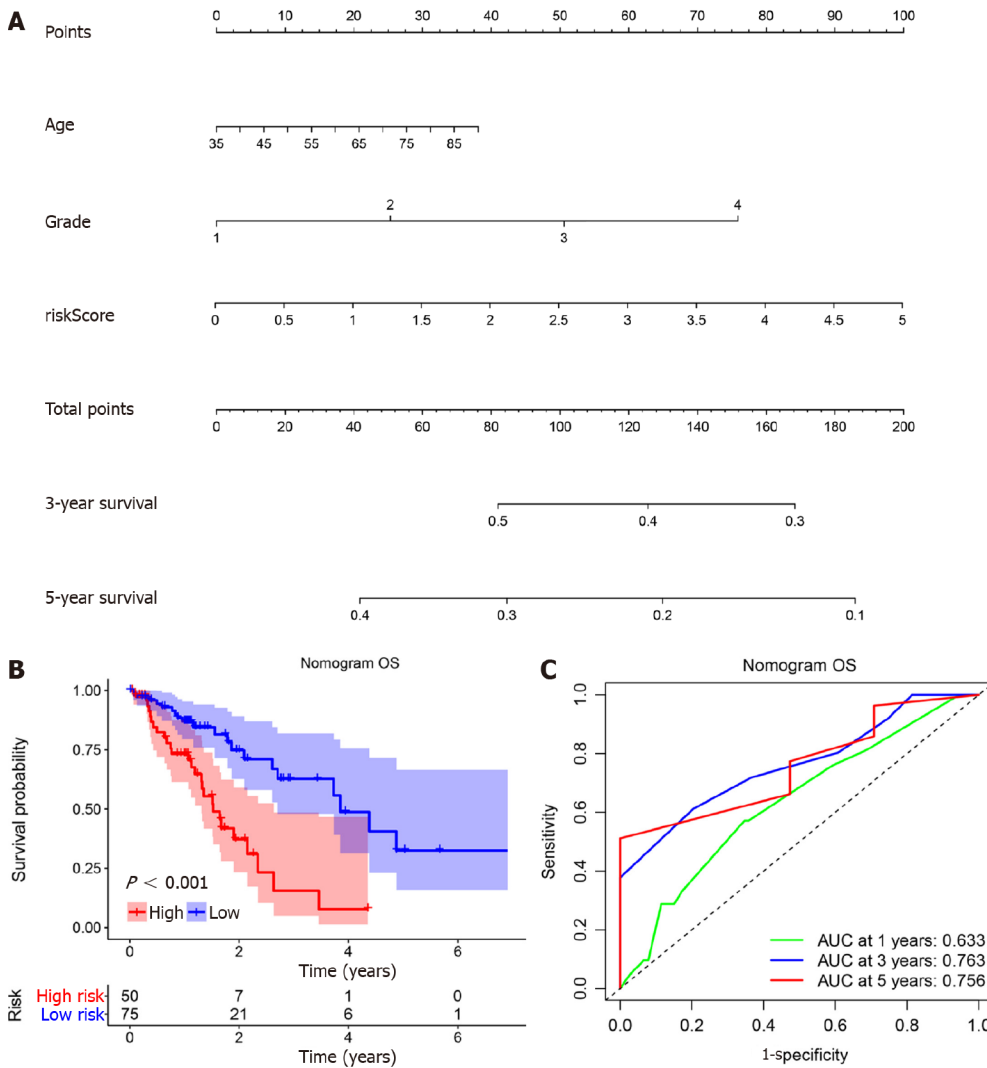 A
Points
0 10 20 30 40 50 60 70 80 90 100
Age
35 45 55 65 75 85
Grade
2 4
1 3
riskScore
0 0.5 1 1.5 2 2.5 3 3.5 4 4.5 5
Total points
0 20 40 60 80 100 120 140 160 180 200
3-year survival
0.5 0.4 0.3
5-year survival
0.4 0.3 0.2 0.1
B
Nomogram OS
Survival probability
1.00
0.75
0.50
0.25
0.00
P < 0.001
High Low
0 2 4 6
Time (years)
Risk
High risk 50 7 1 0
Low risk 75 21 6 1
0 2 4 6
Time (years)
C
Nomogram OS
Sensitivity
1.0
0.8
0.6
0.4
0.2
0.0
AUC at 1 years: 0.633
AUC at 3 years: 0.763
AUC at 5 years: 0.756
0.0 0.2 0.4 0.6 0.8 1.0
1-specificity